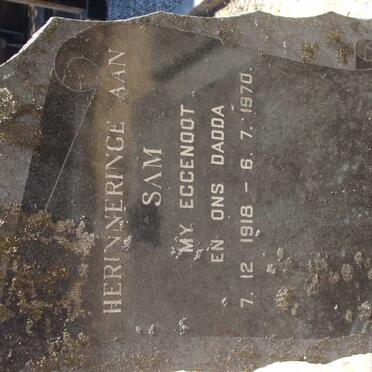 HERINNERINGE AAN
SAM
MY EGGENOOT
EN ONS DADDA
7. 12 1918 – 6. 7. 1970.